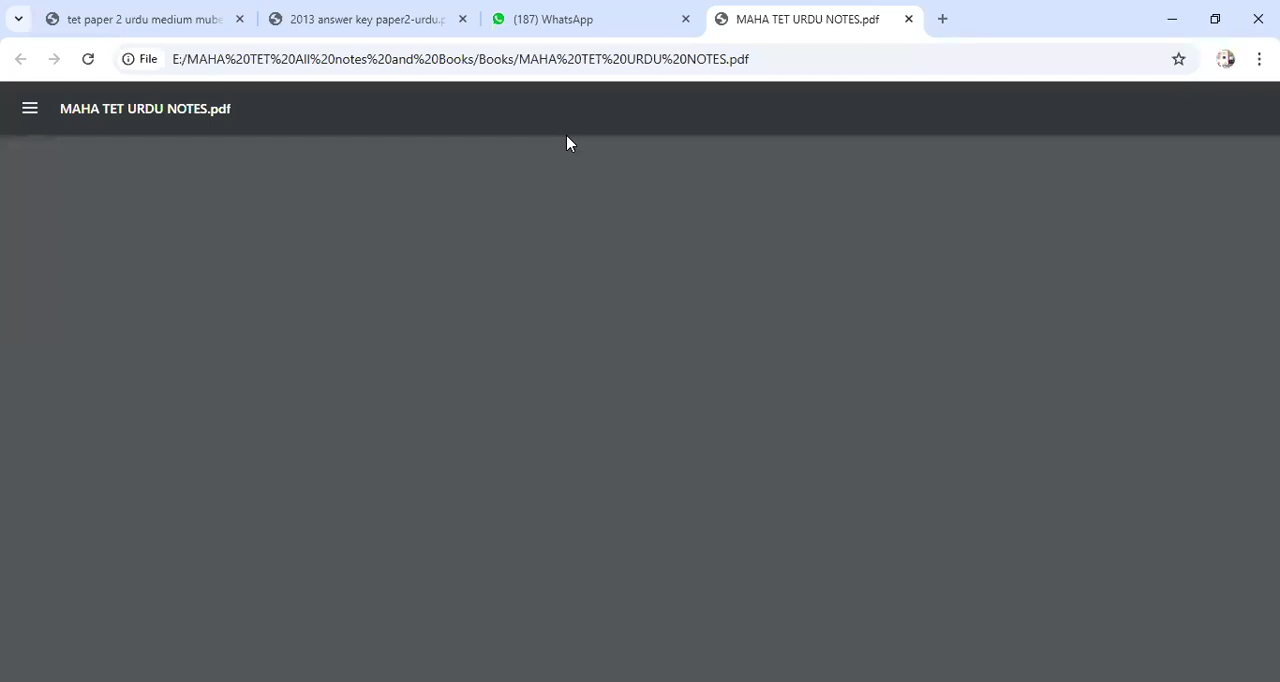 tet paper 2 urdu medium mube
2013 answer key paper2-urdu.p
(187) WhatsApp
MAHA TET URDU NOTES.pdf
File
E:/MAHA%20TET%20All%20notes%20and%20Books/Books/MAHA%20TET%20URDU%20NOTES.pdf
MAHA TET URDU NOTES.pdf